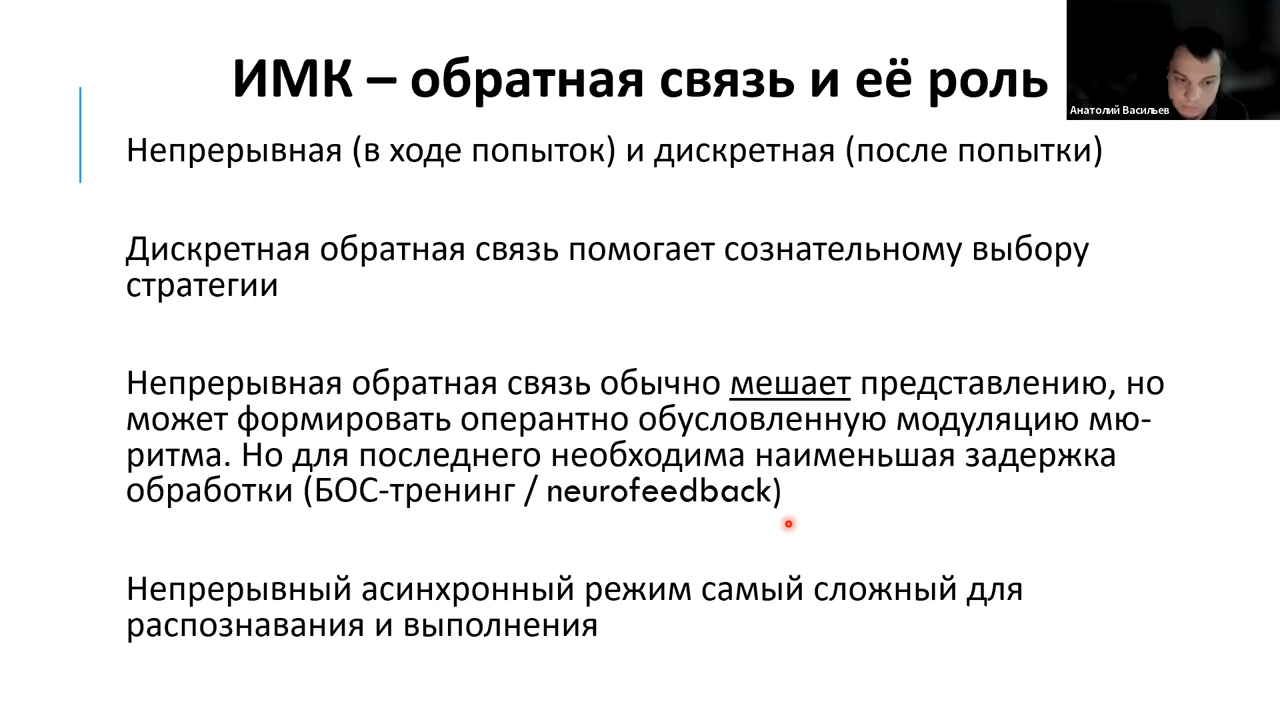 ИМК – обратная связь и её роль
Анатолий Васильев
Непрерывная (в ходе попыток) и дискретная (после попытки)
Дискретная обратная связь помогает сознательному выбору
стратегии
Непрерывная обратная связь обычно мешает представлению, но
может формировать оперантно обусловленную модуляцию мю-
ритма. Но для последнего необходима наименьшая задержка
обработки (БОС-тренинг / neurofeedback)
Непрерывный асинхронный режим самый сложный для
распознавания и выполнения